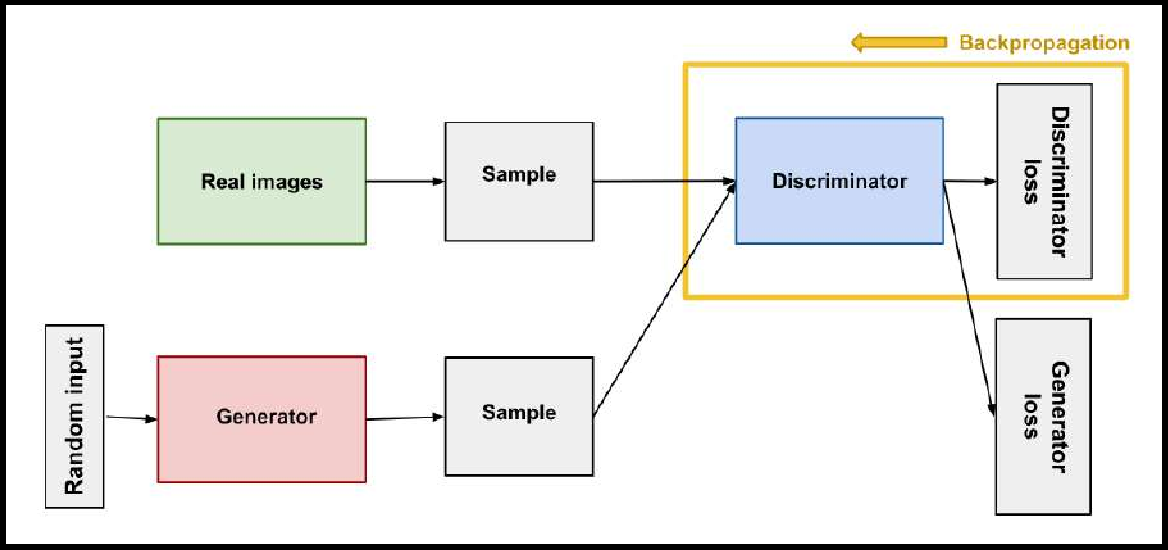 Backpropagation
Real images
Sample
Discriminator
Discriminator
loss
Random input
Generator
Sample
Generator
loss